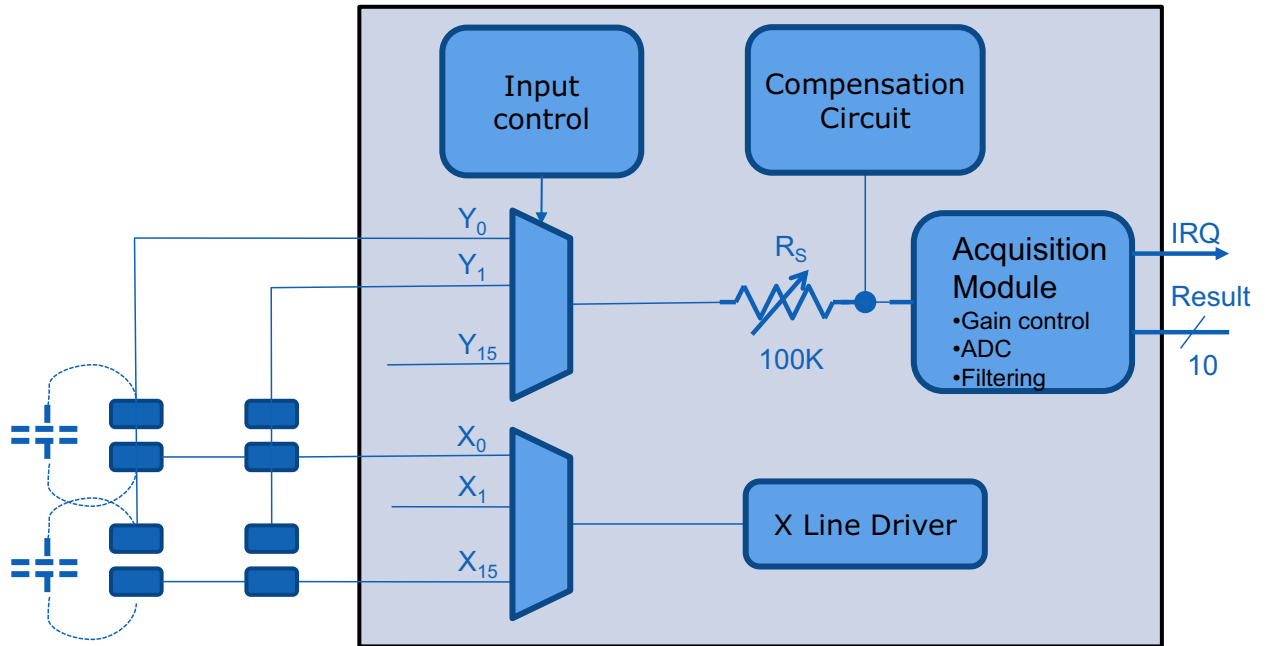 Input
control
Compensation
Circuit
Y0
Y1
Y15
RS
100K
Acquisition
Module
•Gain control
•ADC
•Filtering
IRQ
Result
10
X0
X1
X15
X Line Driver